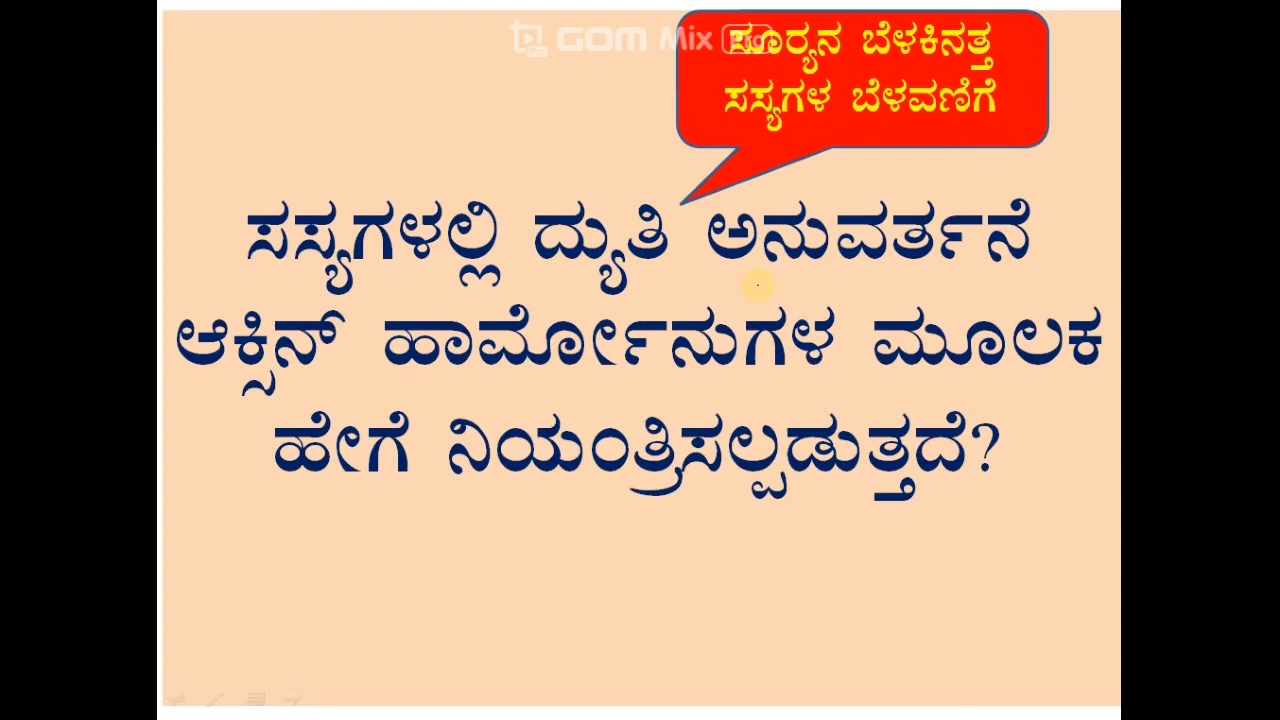 GOM Mix Pro
ಸೂರ‍್ಯನ ಬೆಳಕಿನತ್ತ
ಸಸ್ಯಗಳ ಬೆಳವಣಿಗೆ
ಸಸ್ಯಗಳಲ್ಲಿ ದ್ಯುತಿ ಅನುವರ್ತನೆ
ಆಕ್ಸಿನ್ ಹಾರ್ಮೋನುಗಳ ಮೂಲಕ
ಹೇಗೆ ನಿಯಂತ್ರಿಸಲ್ಪಡುತ್ತದೆ?